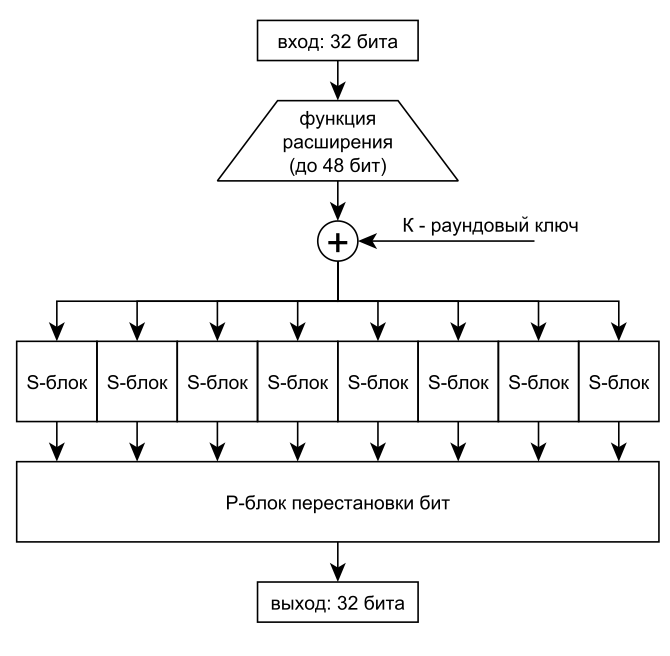 вход: 32 бита
функция
расширения
(до 48 бит)
+
К - раундовый ключ
S-блок S-блок S-блок S-блок S-блок S-блок S-блок S-блок
Р-блок перестановки бит
выход: 32 бита